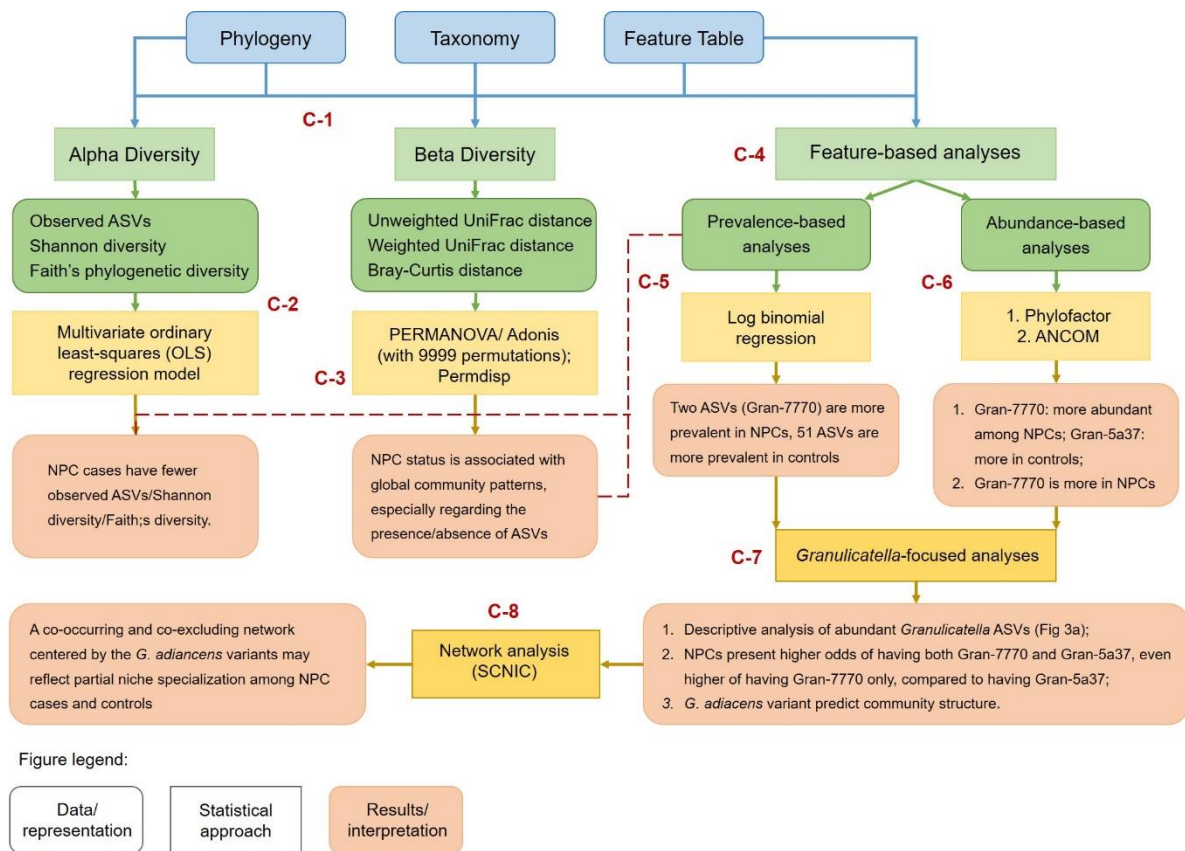 Phylogeny
Taxonomy
Feature Table
C-1
Alpha Diversity
Beta Diversity
C-4
Feature-based analyses
Observed ASVs
Shannon diversity
Faith's phylogenetic diversity
Unweighted UniFrac distance
Weighted UniFrac distance
Bray-Curtis distance
Prevalence-based
analyses
Abundance-based
analyses
C-2
C-5
C-6
Multivariate ordinary
least-squares (OLS)
regression model
C-3
PERMANOVA/ Adonis
(with 9999 permutations);
Permdisp
Log binomial
regression
1. Phylofactor
2. ANCOM
NPC cases have fewer
observed ASVs/Shannon
diversity/Faith;s diversity.
NPC status is associated with
global community patterns,
especially regarding the
presence/absence of ASVs
Two ASVs (Gran-7770) are more
prevalent in NPCs, 51 ASVs are
more prevalent in controls
1. Gran-7770: more abundant
among NPCs; Gran-5a37:
more in controls;
2. Gran-7770 is more in NPCs
C-7
Granulicatella-focused analyses
1. Descriptive analysis of abundant Granulicatella ASVs (Fig 3a);
2. NPCs present higher odds of having both Gran-7770 and Gran-5a37, even
higher of having Gran-7770 only, compared to having Gran-5a37;
3. G. adiacens variant predict community structure.
C-8
Network analysis
(SCNIC)
A co-occurring and co-excluding network
centered by the G. adiancens variants may
reflect partial niche specialization among NPC
cases and controls
Figure legend:
Data/
representation
Statistical
approach
Results/
interpretation